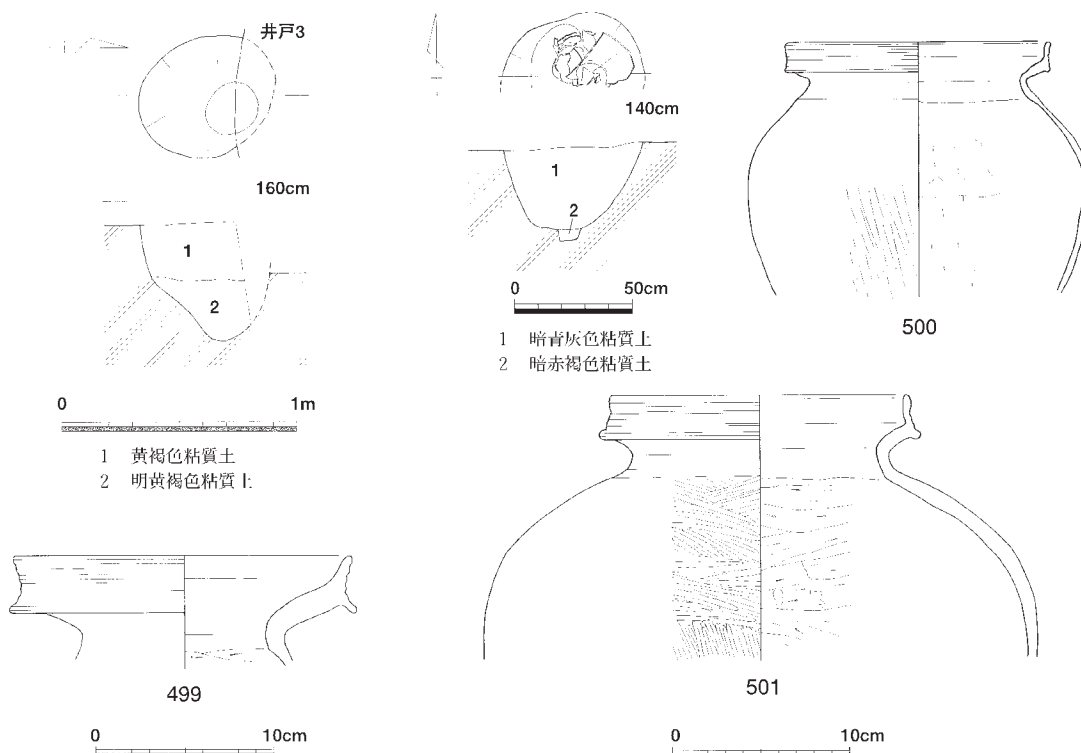 井戸3
160cm
1
2
0 1m
1 黄褐色粘質土
2 明黄褐色粘質土
499
0 10cm
140cm
1
2
0 50cm
1 暗青灰色粘質土
2 暗赤褐色粘質土
500
501
0 10cm